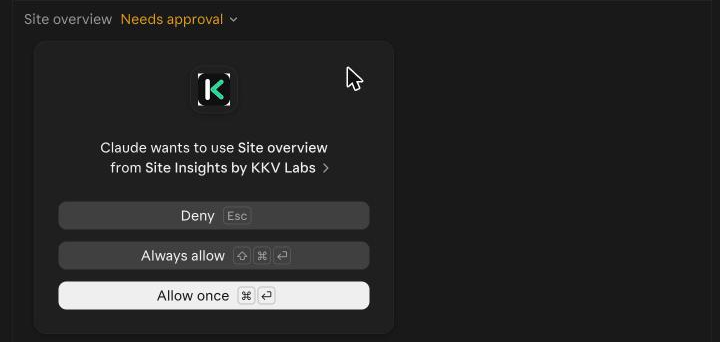 Site overview Needs approval
Claude wants to use Site overview
from Site Insights by KKV Labs
Deny Esc
Always allow ⇧ ⌘ ⏎
Allow once ⌘ ⏎